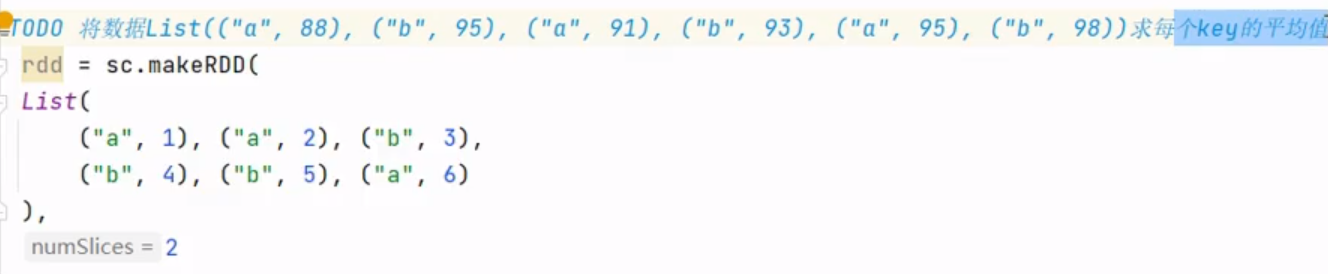 TODO 将数据List(("a", 88), ("b", 95), ("a", 91), ("b", 93), ("a", 95), ("b", 98))求每个key的平均值
rdd = sc.makeRDD(
List(
("a", 1), ("a", 2), ("b", 3),
("b", 4), ("b", 5), ("a", 6)
),
numSlices = 2